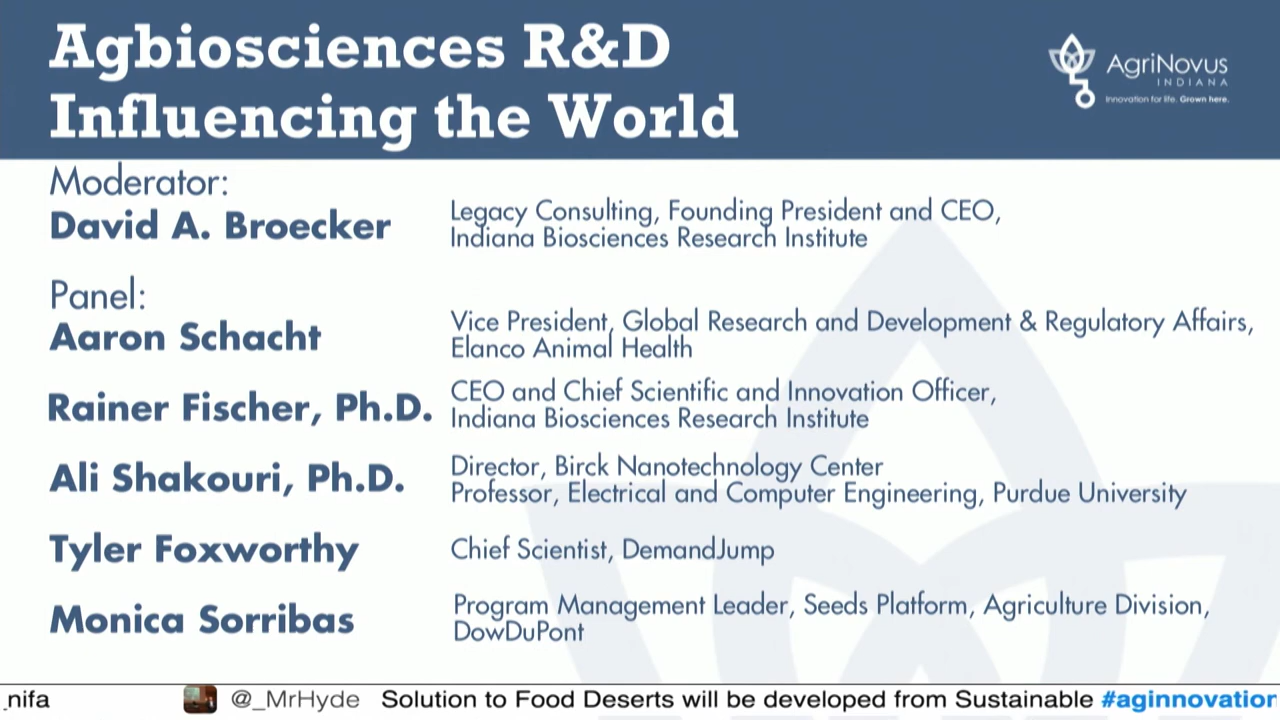 Agbiosciences R&D
Influencing the World
AgriNovus
INDIANA
Innovation for life. Grown here.
Moderator:
David A. Broecker
Legacy Consulting, Founding President and CEO,
Indiana Biosciences Research Institute
Panel:
Aaron Schacht
Vice President, Global Research and Development & Regulatory Affairs,
Elanco Animal Health
Rainer Fischer, Ph.D.
CEO and Chief Scientific and Innovation Officer,
Indiana Biosciences Research Institute
Ali Shakouri, Ph.D.
Director, Birck Nanotechnology Center
Professor, Electrical and Computer Engineering, Purdue University
Tyler Foxworthy
Chief Scientist, DemandJump
Monica Sorribas
Program Management Leader, Seeds Platform, Agriculture Division,
DowDuPont
_nifa @_MrHyde Solution to Food Deserts will be developed from Sustainable #aginnovation